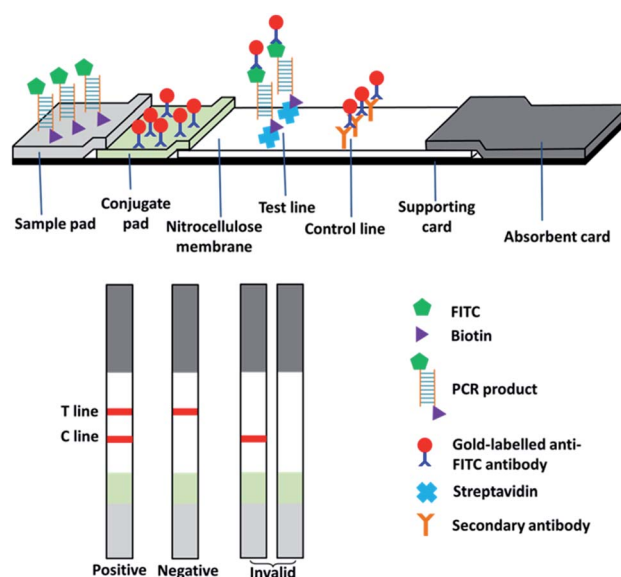 Sample pad
Conjugate
pad
Nitrocellulose
membrane
Test line
Control line
Supporting
card
Absorbent card
T line
C line
Positive
Negative
Invalid
FITC
Biotin
PCR product
Gold-labelled anti-
FITC antibody
Streptavidin
Secondary antibody